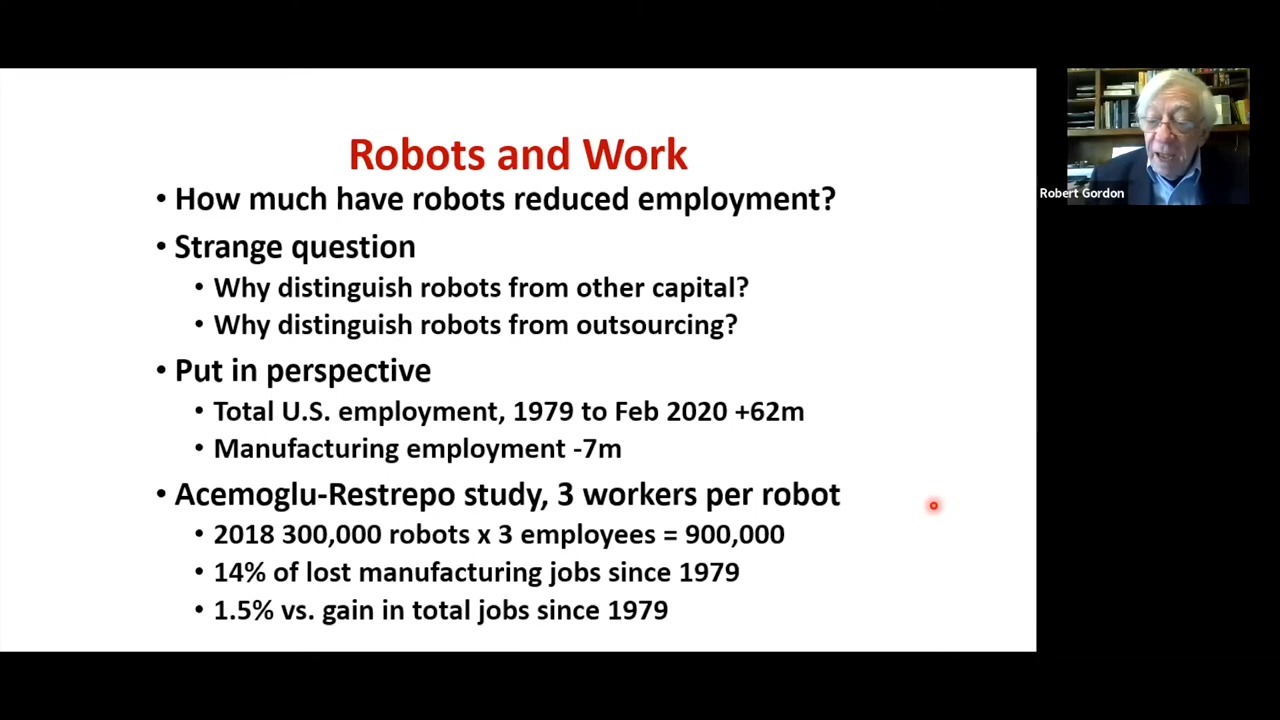 Robots and Work
• How much have robots reduced employment?
• Strange question
• Why distinguish robots from other capital?
• Why distinguish robots from outsourcing?
• Put in perspective
• Total U.S. employment, 1979 to Feb 2020 +62m
• Manufacturing employment -7m
• Acemoglu-Restrepo study, 3 workers per robot
• 2018 300,000 robots x 3 employees = 900,000
• 14% of lost manufacturing jobs since 1979
• 1.5% vs. gain in total jobs since 1979
Robert Gordon